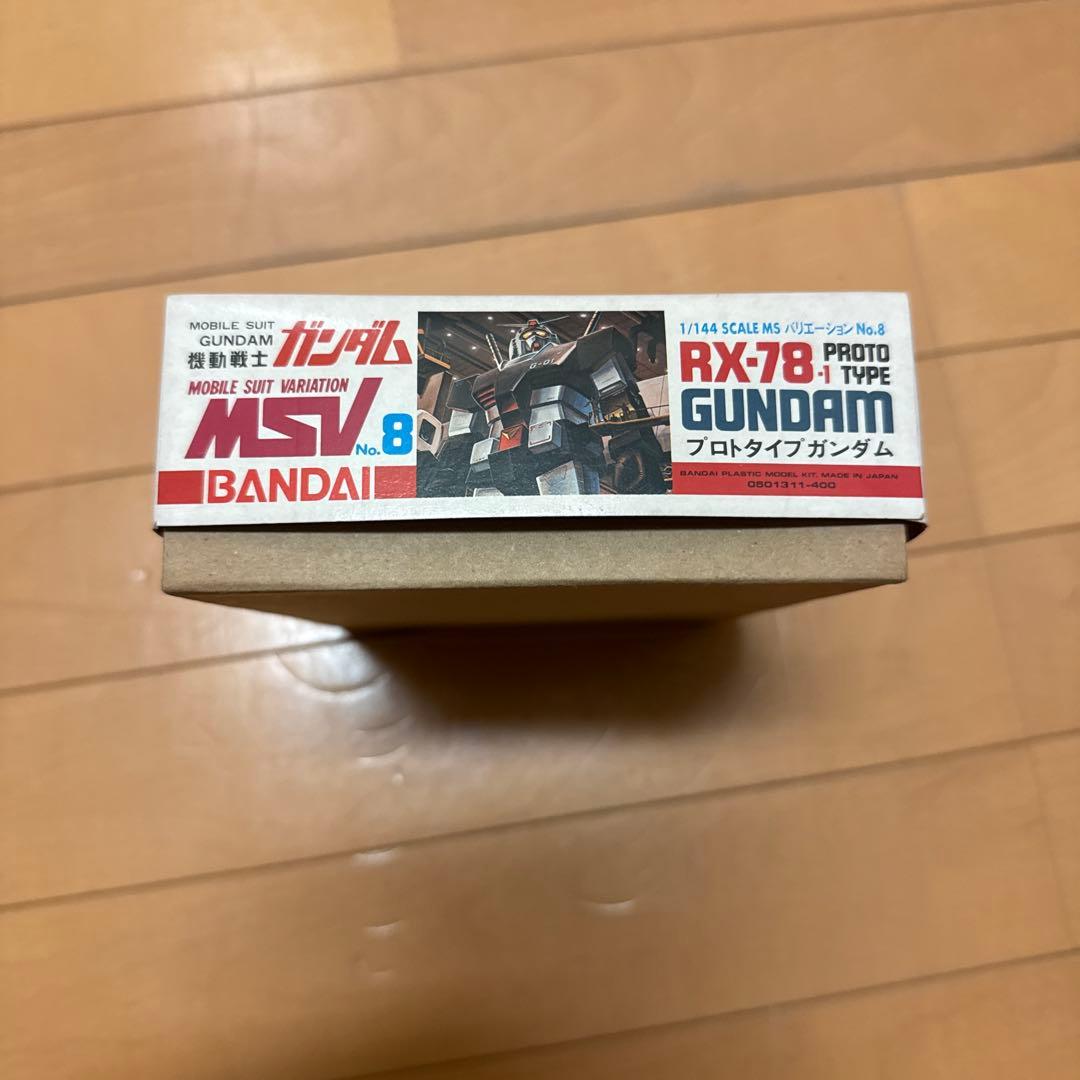 MOBILE SUIT
GUNDAM
機動戦士 ガンダム
MOBILE SUIT VARIATION
MSV No.8
BANDAI
G-01
1/144 SCALE MS バリエーション No.8
RX-78-1 PROTO TYPE
GUNDAM
プロトタイプガンダム
BANDAI PLASTIC MODEL KIT. MADE IN JAPAN
0501311-400